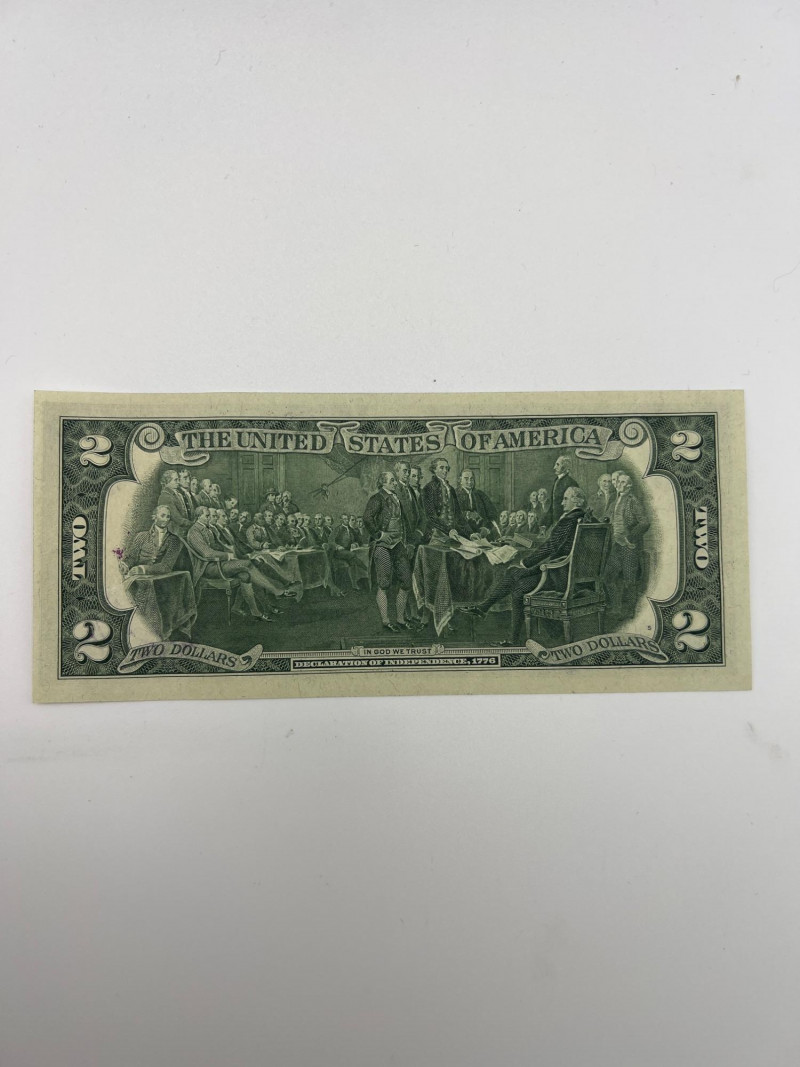 THE UNITED STATES OF AMERICA
2
2
TWO
TWO
2
2
TWO DOLLARS
TWO DOLLARS
IN GOD WE TRUST
DECLARATION OF INDEPENDENCE, 1776